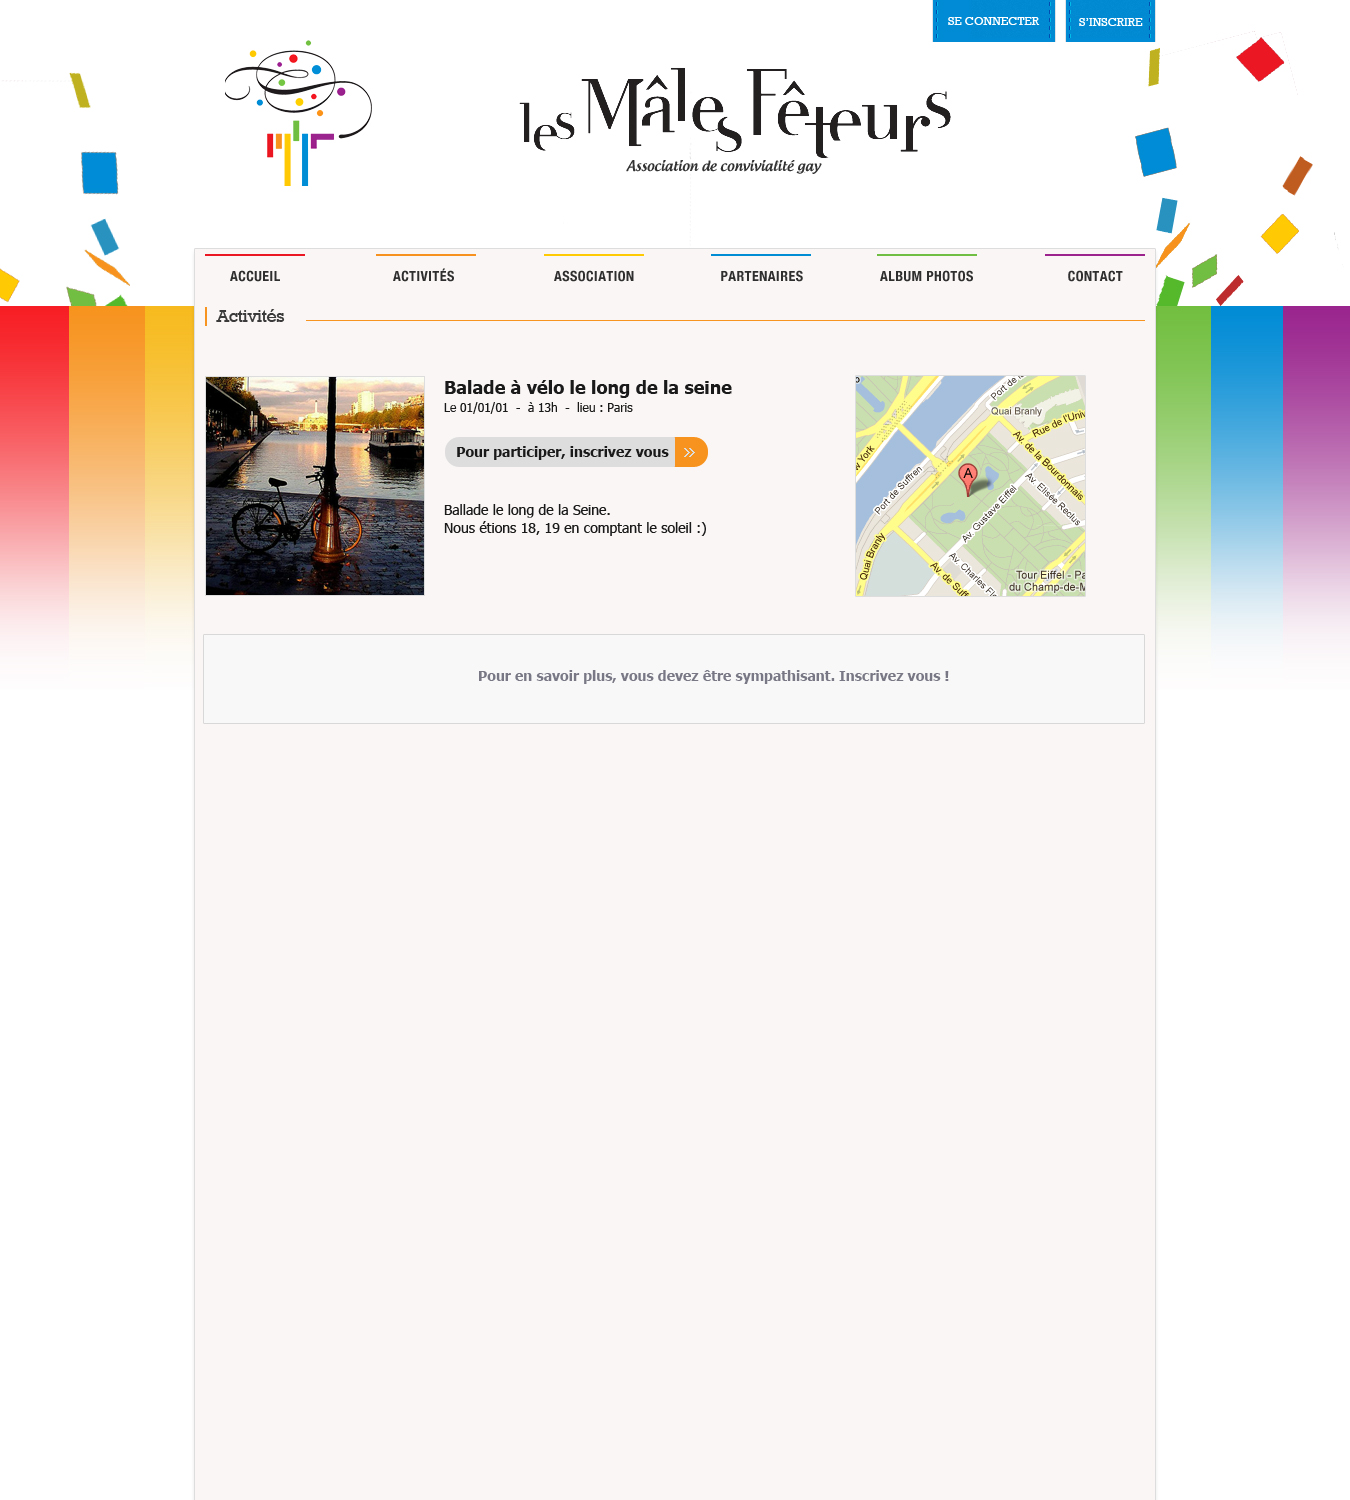 SE CONNECTER
S'INSCRIRE
les Mâles Fêteurs
Association de convivialité gay
ACCUEIL
ACTIVITÉS
ASSOCIATION
PARTENAIRES
ALBUM PHOTOS
CONTACT
Activités
Balade à vélo le long de la seine
Le 01/01/01 - à 13h - lieu : Paris
Pour participer, inscrivez vous
Ballade le long de la Seine.
Nous étions 18, 19 en comptant le soleil :)
Port de
Quai Branly
Rue de l'Univ
Av. de la Bourdonnais
w York
Port de Suffren
A
Av. Elisée Reclus
Av. Gustave Eiffel
Quai Branly
Av. de Suff
Av. Charles Fl
Tour Eiffel - Pa
du Champ-de-M
Pour en savoir plus, vous devez être sympathisant. Inscrivez vous !